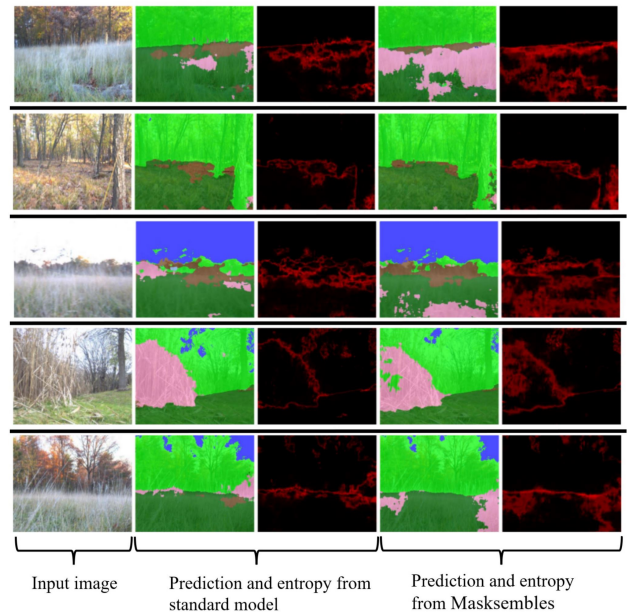 Input image
Prediction and entropy from
standard model
Prediction and entropy
from Masksembles